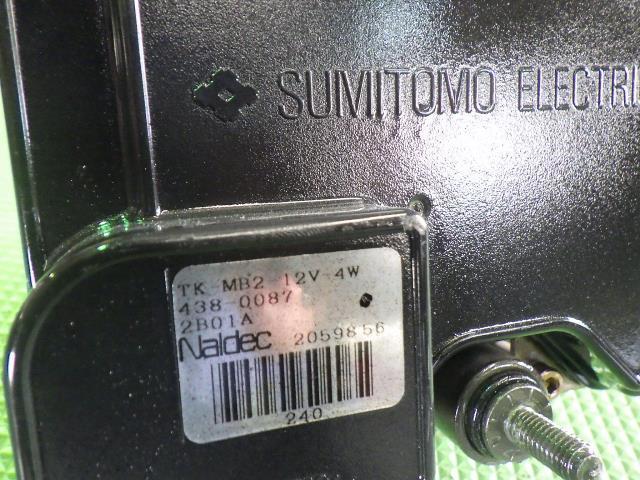 SUMITOMO ELECTRI
TK MB2 12V-4W
438-0087
2B01A
Naldec 2059856
240